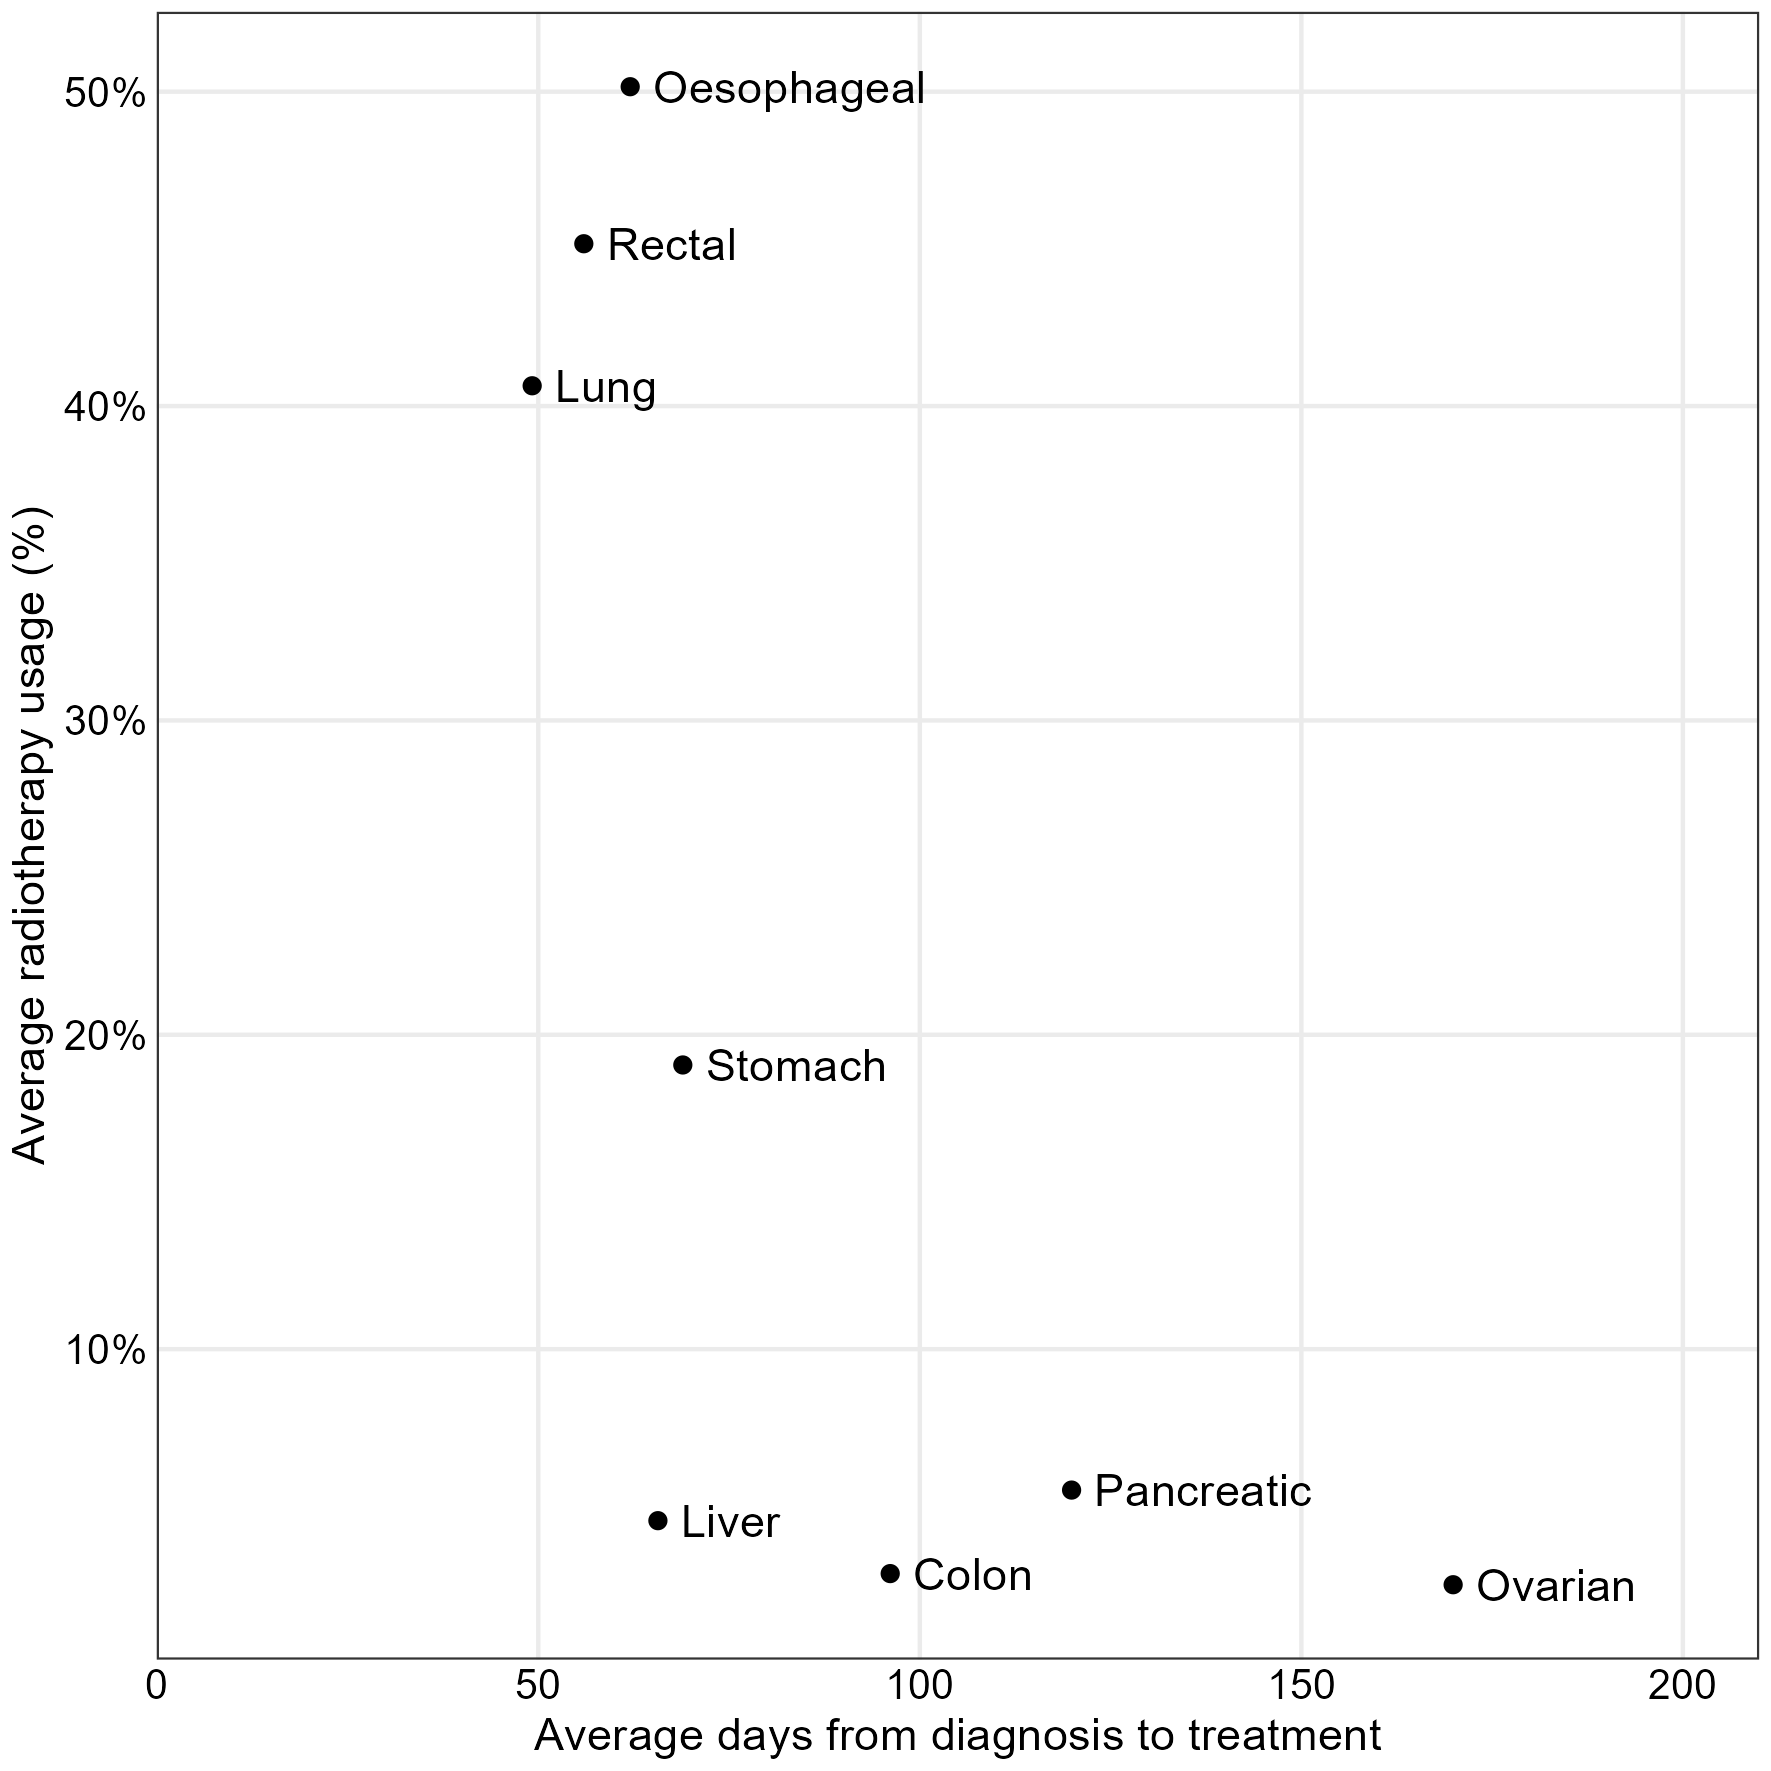 50%
Oesophageal
Rectal
Lung
40%
30%
20%
Stomach
10%
Pancreatic
Liver
Colon
Ovarian
0
50
100
150
200
Average days from diagnosis to treatment
Average radiotherapy usage (%)